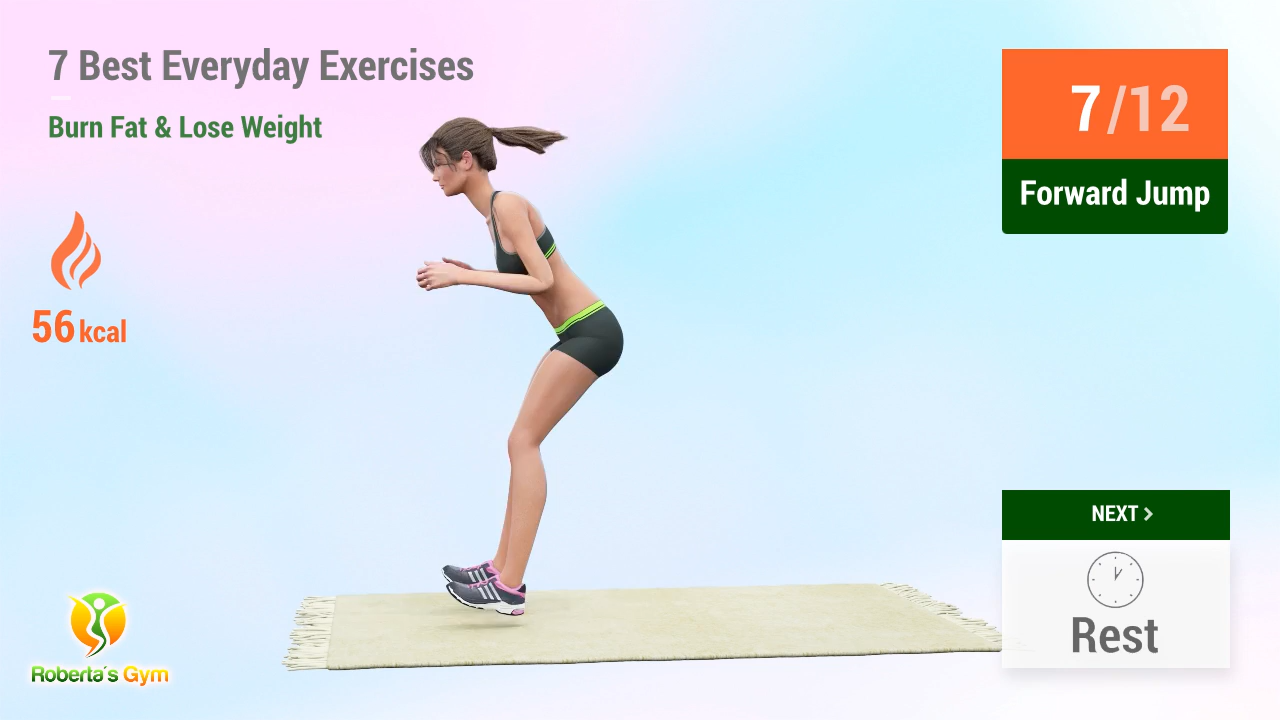 7 Best Everyday Exercises
Burn Fat & Lose Weight
7/12
Forward Jump
56 kcal
NEXT >
Rest
Roberta´s Gym